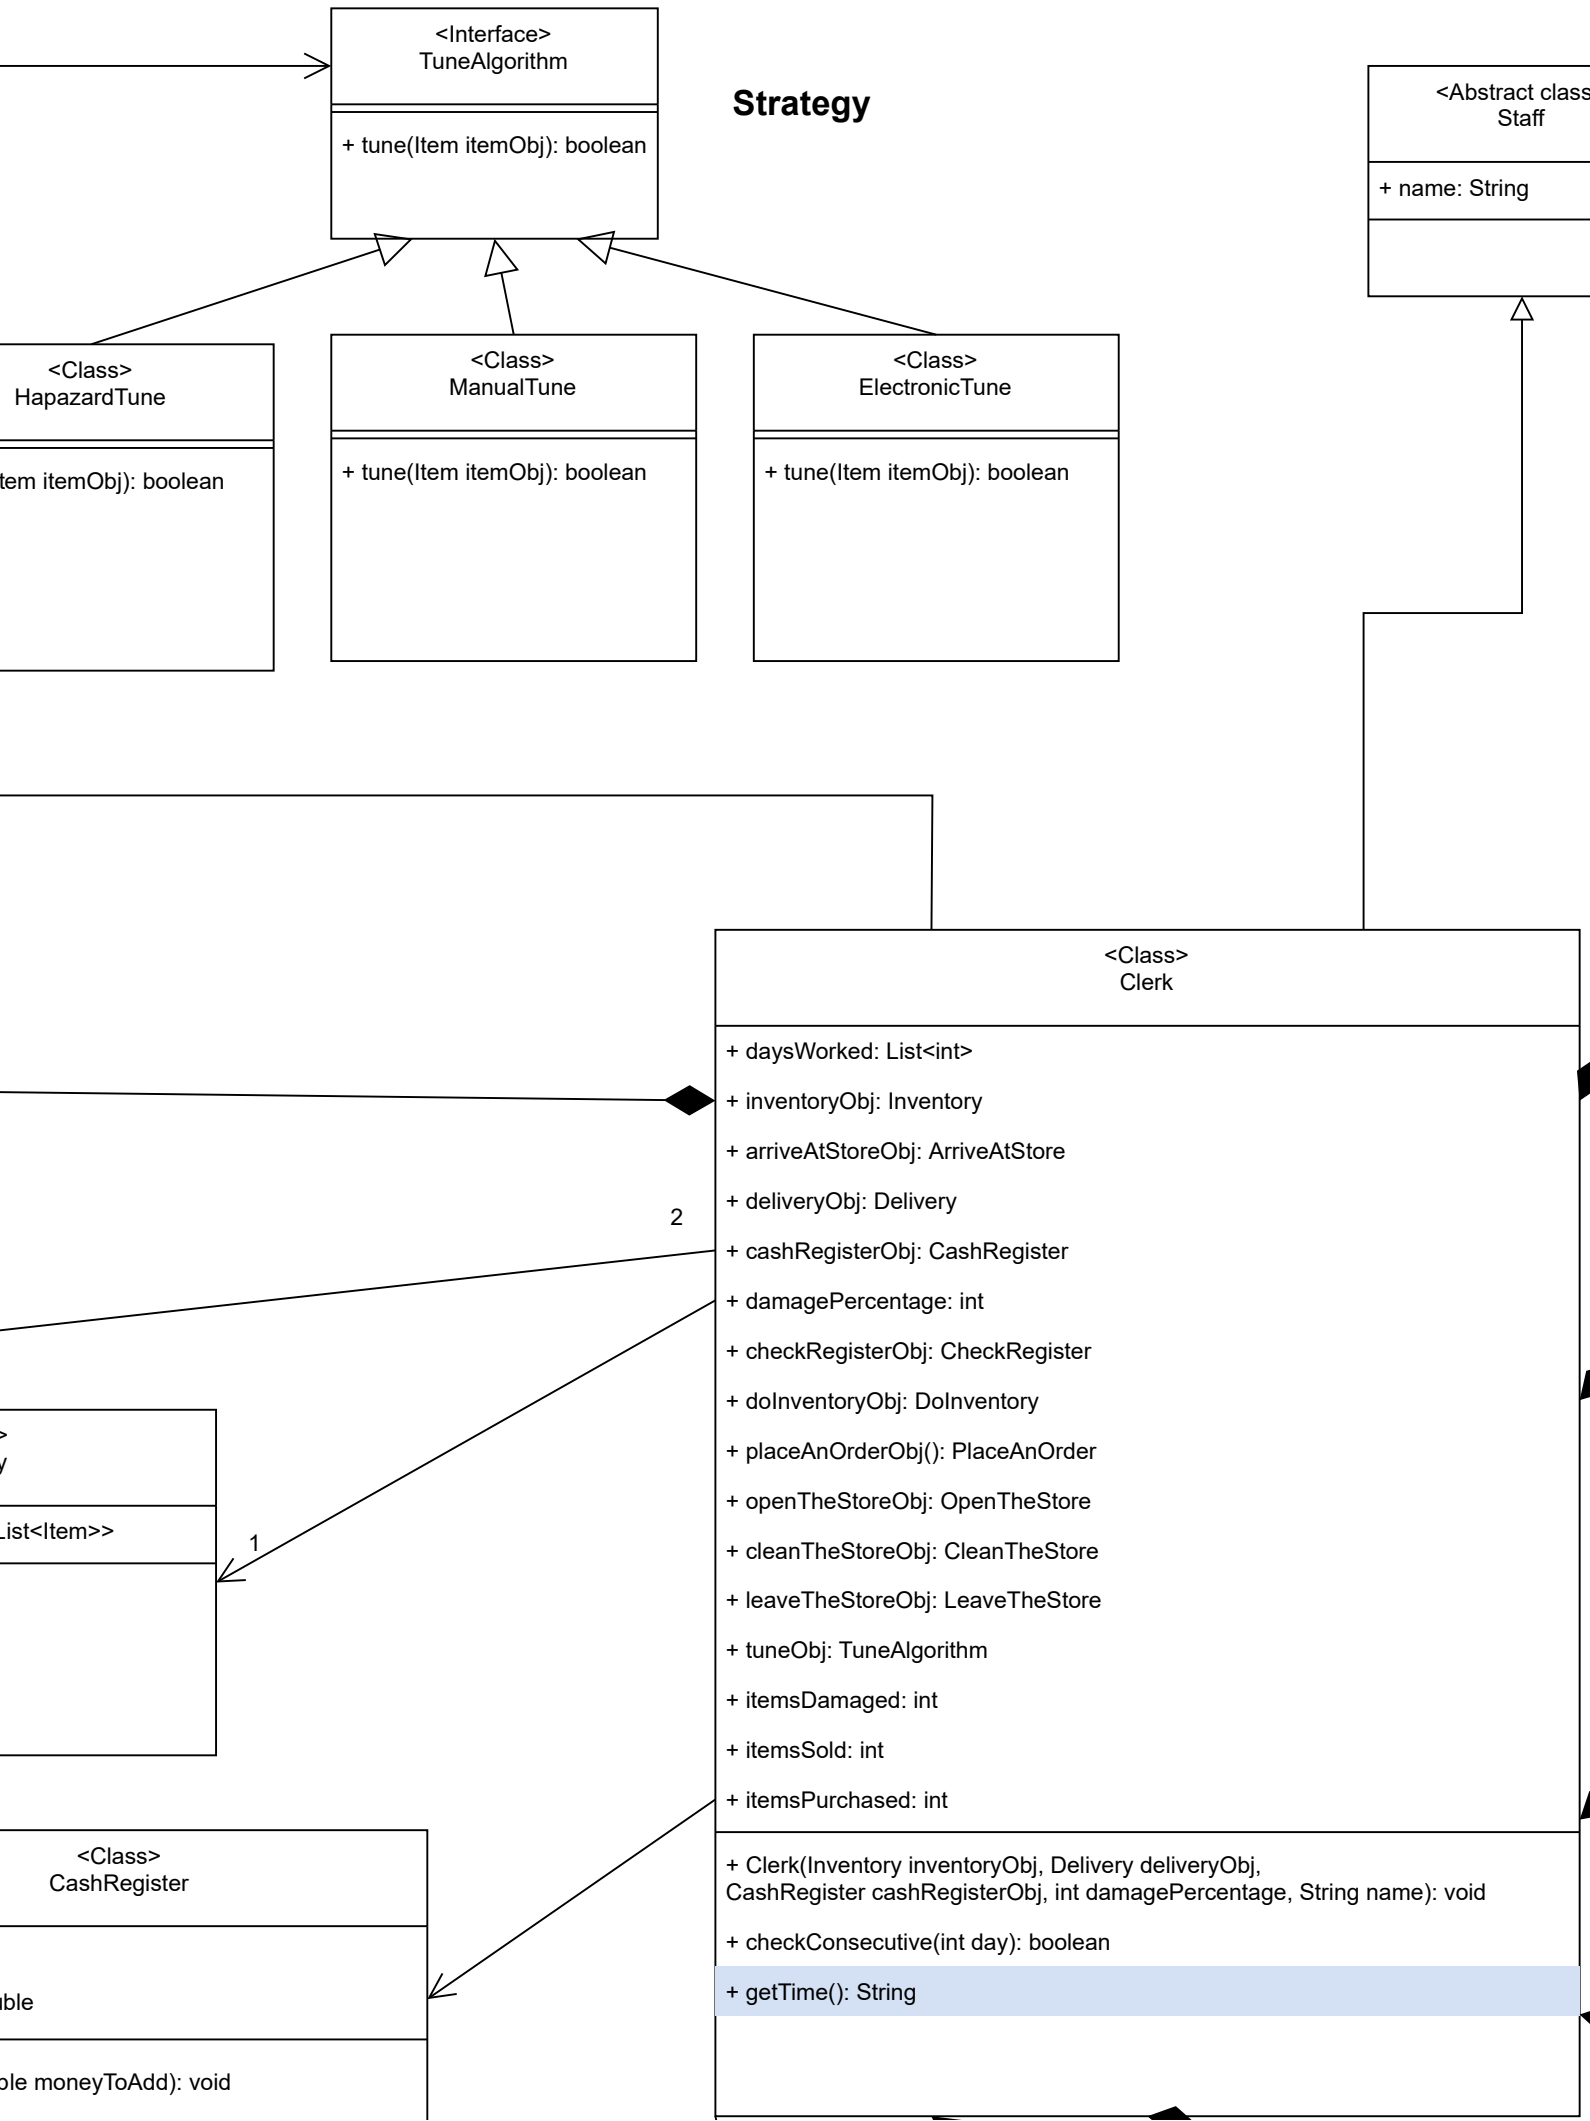 <Interface>
TuneAlgorithm
+ tune(Item itemObj): boolean
Strategy
<Abstract class
Staff
+ name: String
<Class>
HapazardTune
tem itemObj): boolean
<Class>
ManualTune
+ tune(Item itemObj): boolean
<Class>
ElectronicTune
+ tune(Item itemObj): boolean
<Class>
Clerk
+ daysWorked: List<int>
+ inventoryObj: Inventory
+ arriveAtStoreObj: ArriveAtStore
+ deliveryObj: Delivery
+ cashRegisterObj: CashRegister
+ damagePercentage: int
+ checkRegisterObj: CheckRegister
+ doInventoryObj: DoInventory
+ placeAnOrderObj(): PlaceAnOrder
+ openTheStoreObj: OpenTheStore
+ cleanTheStoreObj: CleanTheStore
+ leaveTheStoreObj: LeaveTheStore
+ tuneObj: TuneAlgorithm
+ itemsDamaged: int
+ itemsSold: int
+ itemsPurchased: int
+ Clerk(Inventory inventoryObj, Delivery deliveryObj,
CashRegister cashRegisterObj, int damagePercentage, String name): void
+ checkConsecutive(int day): boolean
+ getTime(): String
2
>
y
List<Item>>
1
<Class>
CashRegister
ble
ble moneyToAdd): void